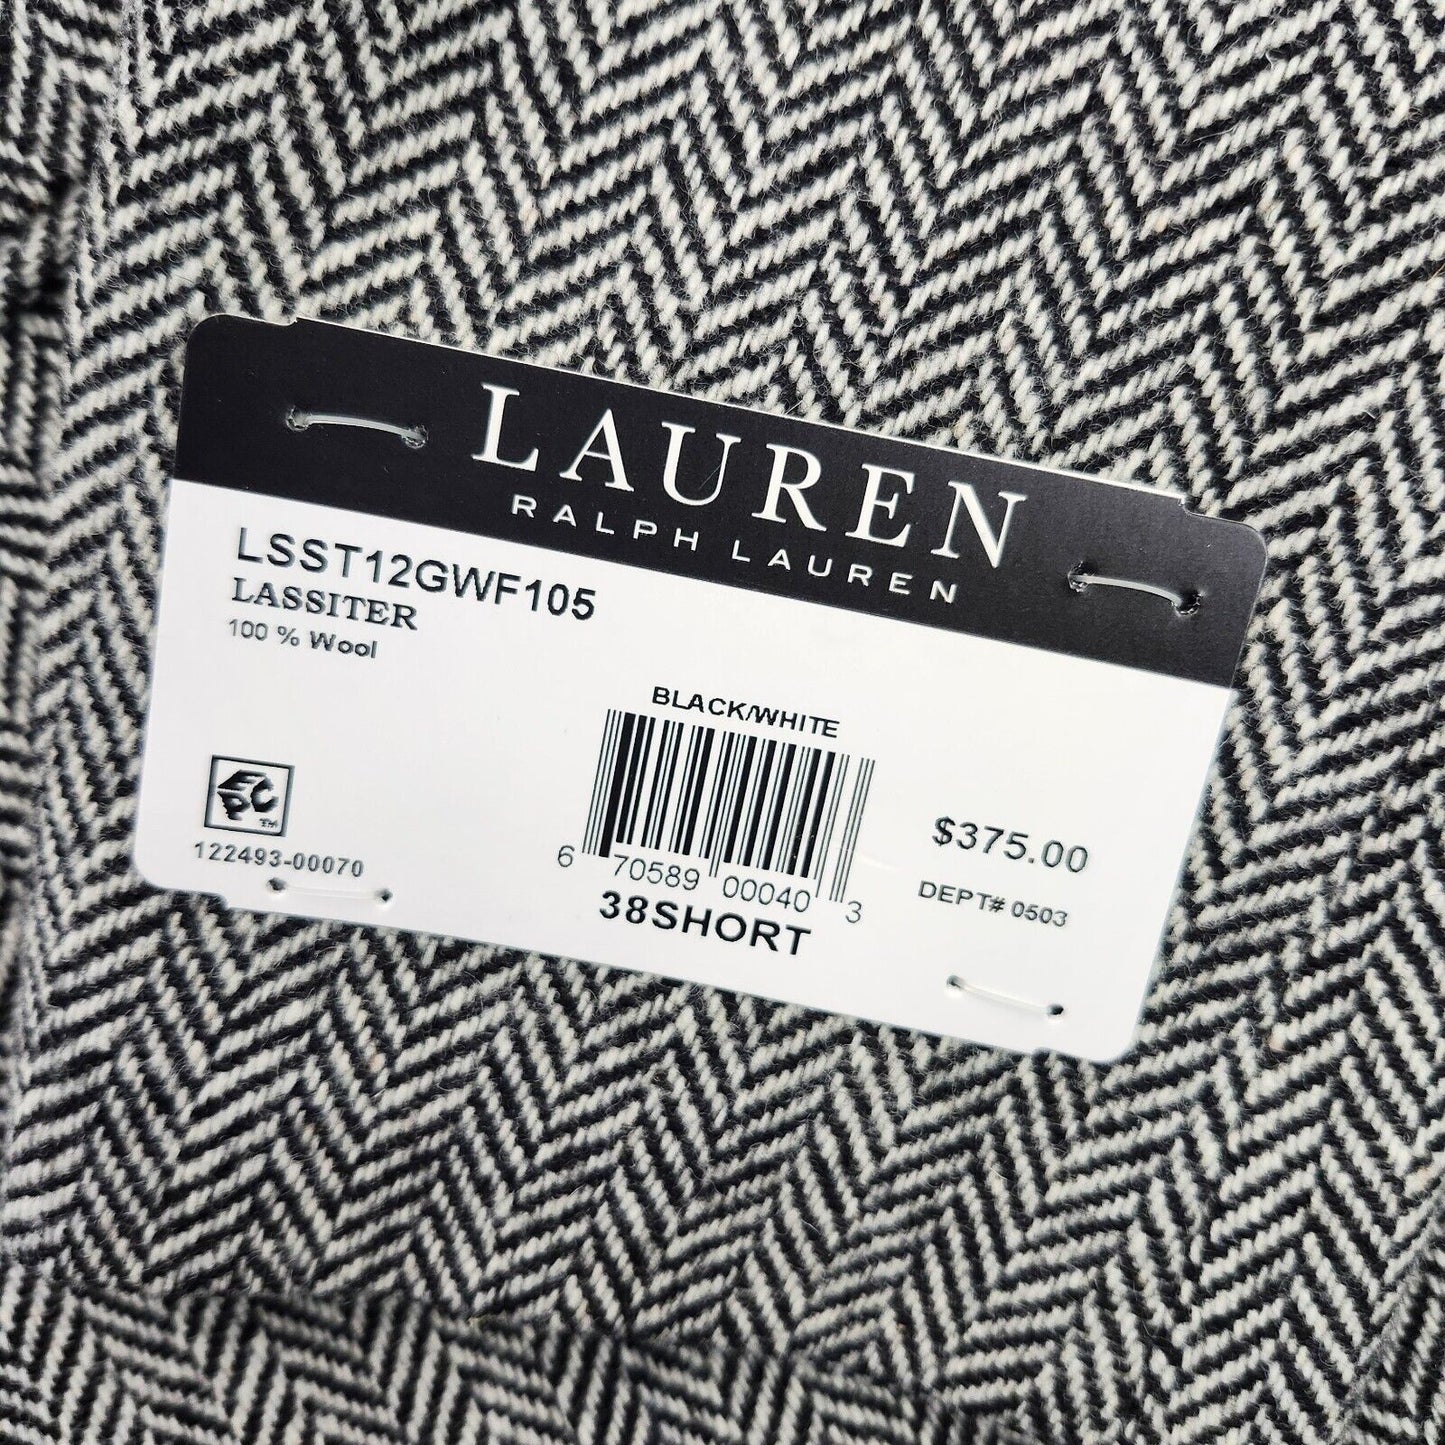 LAUREN
RALPH LAUREN
LSST12GWF105
LASSITER
100 % Wool
BLACK/WHITE
EPC™
122493-00070
6 70589 00040 3
38SHORT
$375.00
DEPT# 0503